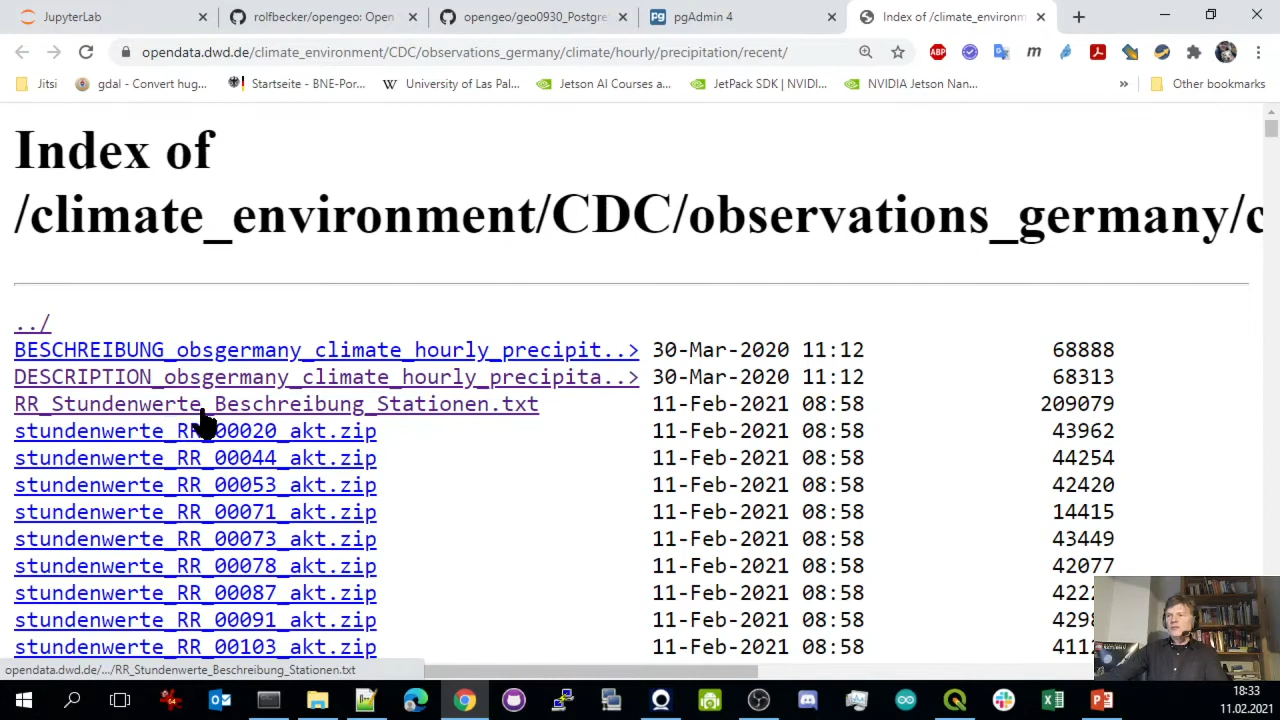 JupyterLab
rolfbecker/opengeo: Open
opengeo/geo0930_Postgre
pgAdmin 4
Index of /climate_environm
opendata.dwd.de/climate_environment/CDC/observations_germany/climate/hourly/precipitation/recent/
ABP
m
Jitsi
gdal - Convert hug...
Startseite - BNE-Por...
University of Las Pal...
Jetson AI Courses a...
JetPack SDK | NVIDI...
NVIDIA Jetson Nan...
»
Other bookmarks
Index of
/climate_environment/CDC/observations_germany/c
../
BESCHREIBUNG_obsgermany_climate_hourly_precipit..> 30-Mar-2020 11:12 68888
DESCRIPTION_obsgermany_climate_hourly_precipita..> 30-Mar-2020 11:12 68313
RR_Stundenwerte_Beschreibung_Stationen.txt 11-Feb-2021 08:58 209079
stundenwerte_RR_00020_akt.zip 11-Feb-2021 08:58 43962
stundenwerte_RR_00044_akt.zip 11-Feb-2021 08:58 44254
stundenwerte_RR_00053_akt.zip 11-Feb-2021 08:58 42420
stundenwerte_RR_00071_akt.zip 11-Feb-2021 08:58 14415
stundenwerte_RR_00073_akt.zip 11-Feb-2021 08:58 43449
stundenwerte_RR_00078_akt.zip 11-Feb-2021 08:58 42077
stundenwerte_RR_00087_akt.zip 11-Feb-2021 08:58
stundenwerte_RR_00091_akt.zip 11-Feb-2021 08:58
stundenwerte_RR_00103_akt.zip 11-Feb-2021 08:58
opendata.dwd.de/.../RR_Stundenwerte_Beschreibung_Stationen.txt
18:33
11.02.2021